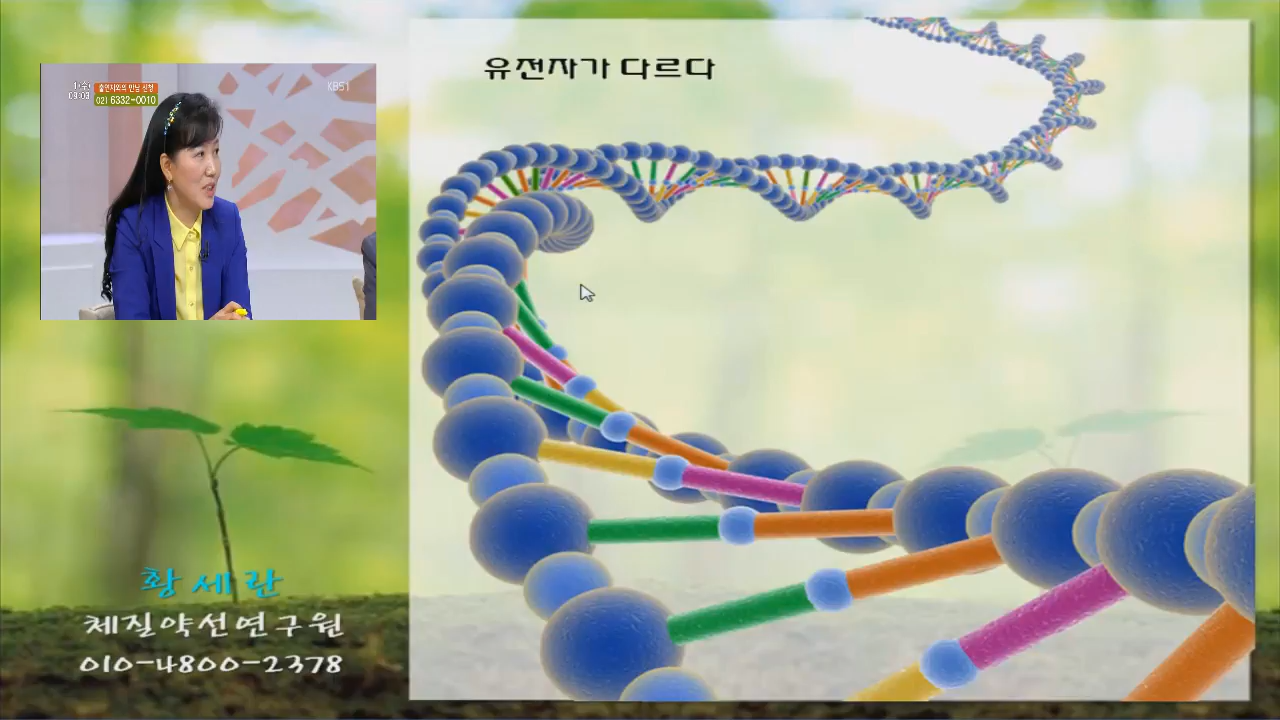 유전자가 다르다
KBS1
출연자와의 만남 신청
02) 6332-0010
황세란
체질약선연구원
010-4800-2378